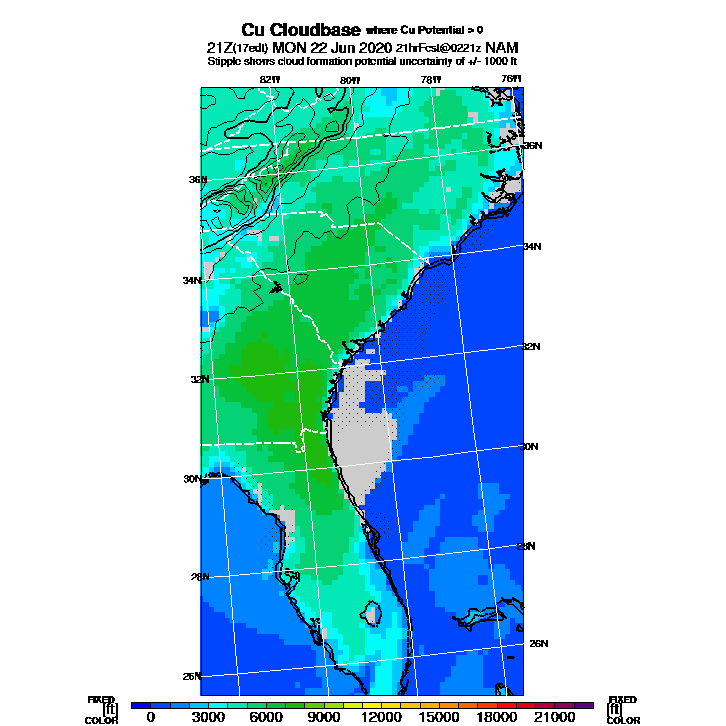 Cu Cloudbase where Cu Potential > 0
21Z(17edt) MON 22 Jun 2020 21hrFcst@0221z NAM
Stipple shows cloud formation potential uncertainty of +/- 1000 ft
82W 80W 78W 76W
36N 36N
34N 34N
32N 32N
30N 30N
28N 28N
26N 26N
FIXED FIXED
[ft] [ft]
COLOR COLOR
0 3000 6000 9000 12000 15000 18000 21000